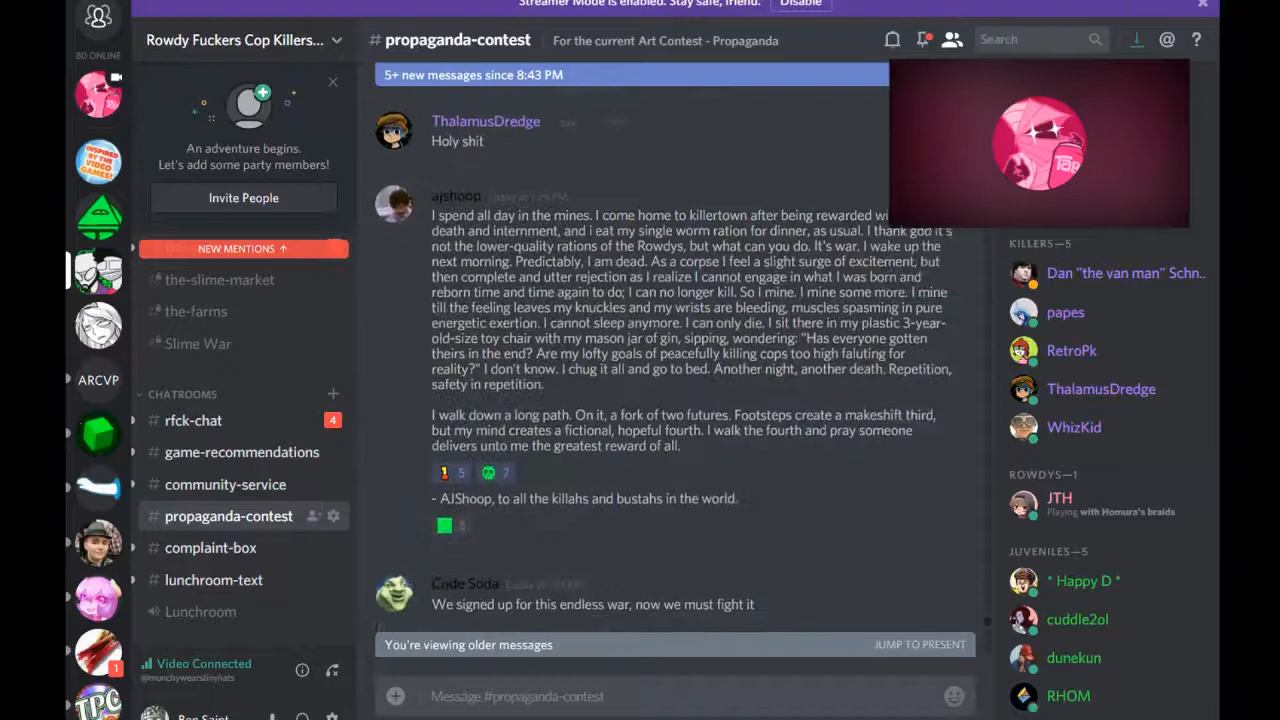 Streamer Mode is enabled. Stay safe, friend. Disable
80 ONLINE
INSPIRED BY THE VIDEO GAMES!
ARCVP
1
TPC
Rowdy Fuckers Cop Killers...
An adventure begins.
Let's add some party members!
Invite People
NEW MENTIONS ↑
the-slime-market
the-farms
Slime War
CHATROOMS
# rfck-chat 4
# game-recommendations
# community-service
# propaganda-contest
# complaint-box
# lunchroom-text
Lunchroom
Video Connected
@munchywearstinyhats
Ben Saint
# propaganda-contest For the current Art Contest - Propaganda
Search
5+ new messages since 8:43 PM
ThalamusDredge
Holy shit
ajshoop
I spend all day in the mines. I come home to killertown after being rewarded
death and internment, and i eat my single worm ration for dinner, as usual. I thank god it's
not the lower-quality rations of the Rowdys, but what can you do. It's war. I wake up the
next morning. Predictably, I am dead. As a corpse I feel a slight surge of excitement, but
then complete and utter rejection as I realize I cannot engage in what I was born and
reborn time and time again to do; I can no longer kill. So I mine. I mine some more. I mine
till the feeling leaves my knuckles and my wrists are bleeding, muscles spasming in pure
energetic exertion. I cannot sleep anymore. I can only die. I sit there in my plastic 3-year-
old-size toy chair with my mason jar of gin, sipping, wondering: "Has everyone gotten
theirs in the end? Are my lofty goals of peacefully killing cops too high faluting for
reality?" I don't know. I chug it all and go to bed. Another night, another death. Repetition,
safety in repetition.
I walk down a long path. On it, a fork of two futures. Footsteps create a makeshift third,
but my mind creates a fictional, hopeful fourth. I walk the fourth and pray someone
delivers unto me the greatest reward of all.
5 7
- AJShoop, to all the killahs and bustahs in the world.
Code Soda
We signed up for this endless war, now we must fight it
You're viewing older messages JUMP TO PRESENT
Message #propaganda-contest
Tap
KILLERS—5
Dan "the van man" Schn..
papes
RetroPk
ThalamusDredge
WhizKid
ROWDYS—1
JTH
Playing with Homura's braids
JUVENILES—5
* Happy D *
cuddle2ol
dunekun
RHOM